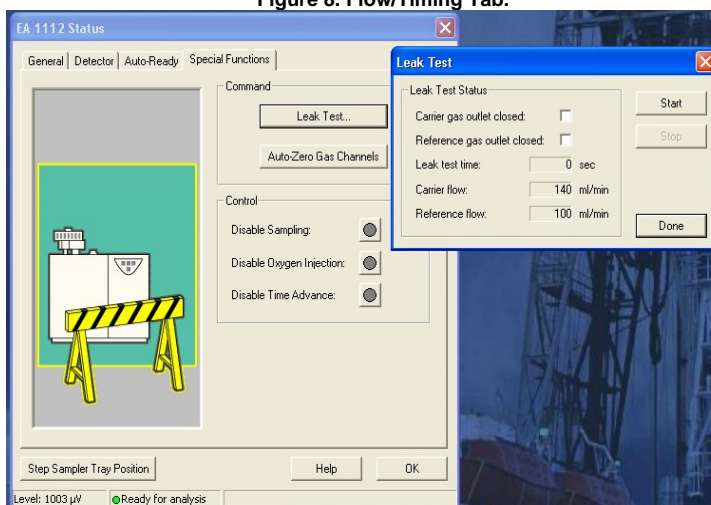 Figure 8. Flow/Timing Tab.
EA 1112 Status
General
Detector
Auto-Ready
Special Functions
Command
Leak Test...
Auto-Zero Gas Channels
Control
Disable Sampling:
Disable Oxygen Injection:
Disable Time Advance:
Step Sampler Tray Position
Help
OK
Level: 1003 µV
Ready for analysis
Leak Test
Leak Test Status
Carrier gas outlet closed:
Reference gas outlet closed:
Leak test time: 0 sec
Carrier flow: 140 ml/min
Reference flow: 100 ml/min
Start
Stop
Done